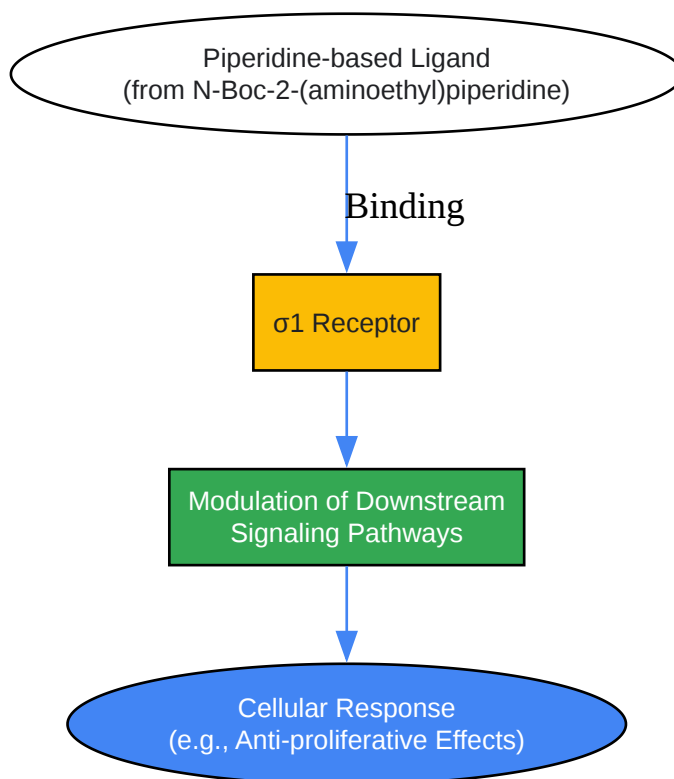 Piperidine-based Ligand
(from N-Boc-2-(aminoethyl)piperidine)
Binding
σ1 Receptor
Modulation of Downstream
Signaling Pathways
Cellular Response
(e.g., Anti-proliferative Effects)